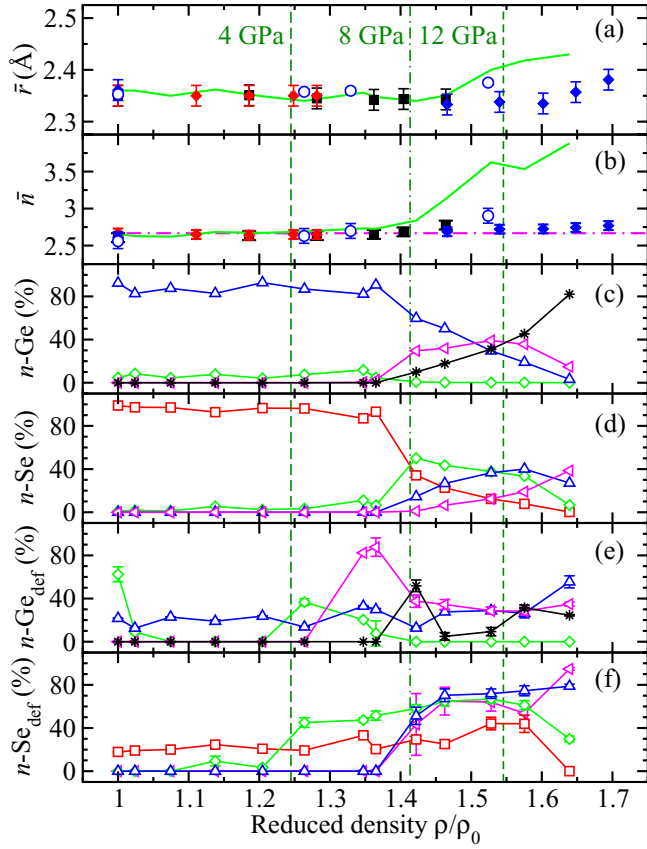 4 GPa 8 GPa 12 GPa
(a)
r̄ (Å)
2.4
2.35
2.3
(b)
n̄
3.5
3
2.5
(c)
n-Ge (%)
80
40
0
(d)
n-Se (%)
80
40
0
(e)
n-Ge_def (%)
80
40
0
(f)
n-Se_def (%)
80
40
0
1 1.1 1.2 1.3 1.4 1.5 1.6 1.7
Reduced density ρ/ρ₀